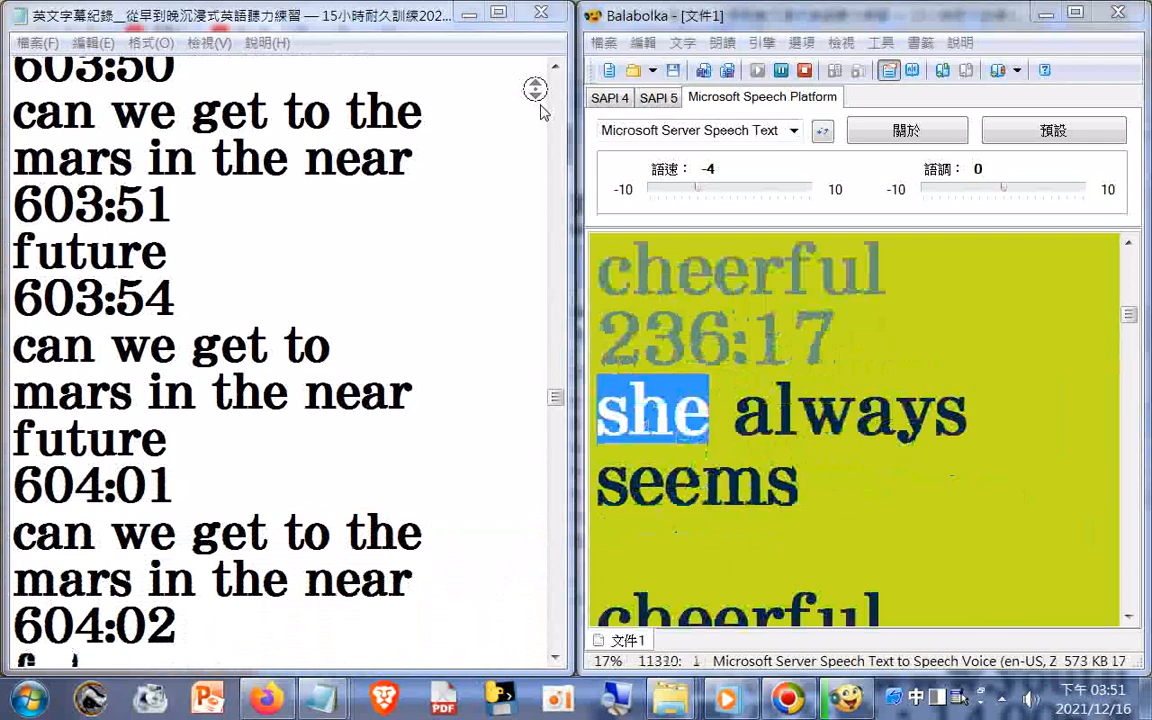 英文字幕紀錄__從早到晚沉浸式英語聽力練習 — 15小時耐久訓練202...
檔案(F) 編輯(E) 格式(O) 檢視(V) 說明(H)
603:50
can we get to the
mars in the near
603:51
future
603:54
can we get to
mars in the near
future
604:01
can we get to the
mars in the near
604:02
Balabolka - [文件1]
檔案 編輯 文字 朗讀 引擎 選項 檢視 工具 書籤 說明
SAPI 4 SAPI 5 Microsoft Speech Platform
Microsoft Server Speech Text 關於 預設
語速： -4 語調： 0
-10 10 -10 10
cheerful
236:17
she always
seems
cheerful
文件1
17% 11320: 1 Microsoft Server Speech Text to Speech Voice (en-US, Z 573 KB 17
PDF 中 下午 03:51
2021/12/16